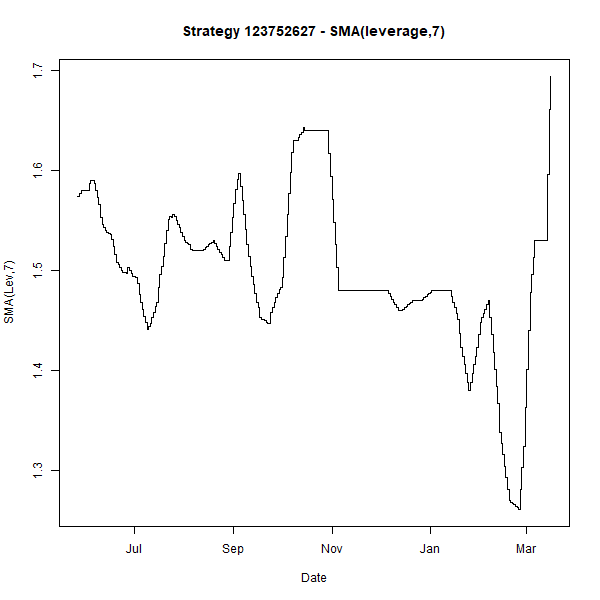 Strategy 123752627 - SMA(leverage,7)
SMA(Lev,7)
1.7
1.6
1.5
1.4
1.3
Jul Sep Nov Jan Mar
Date